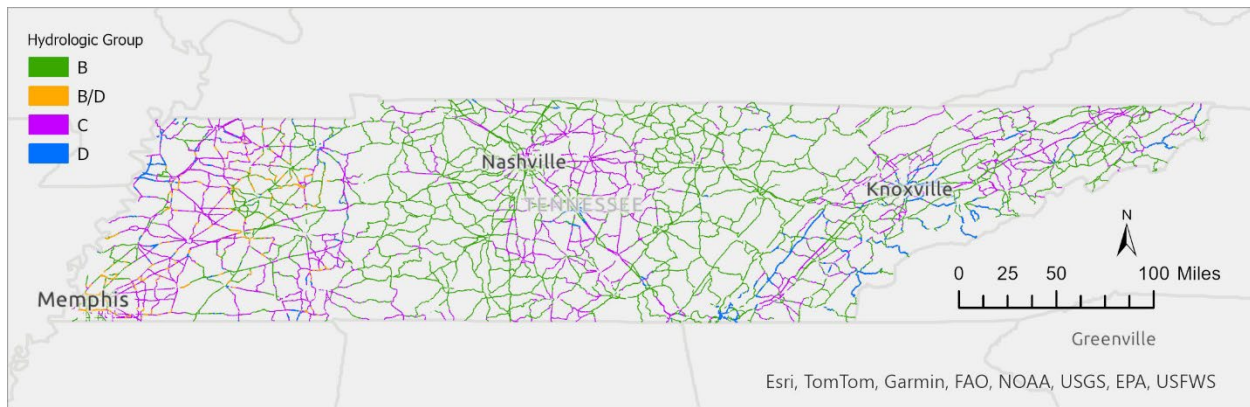 Hydrologic Group
B
B/D
C
D
Nashville
TENNESSEE
Knoxville
Memphis
N
0 25 50 100 Miles
Greenville
Esri, TomTom, Garmin, FAO, NOAA, USGS, EPA, USFWS